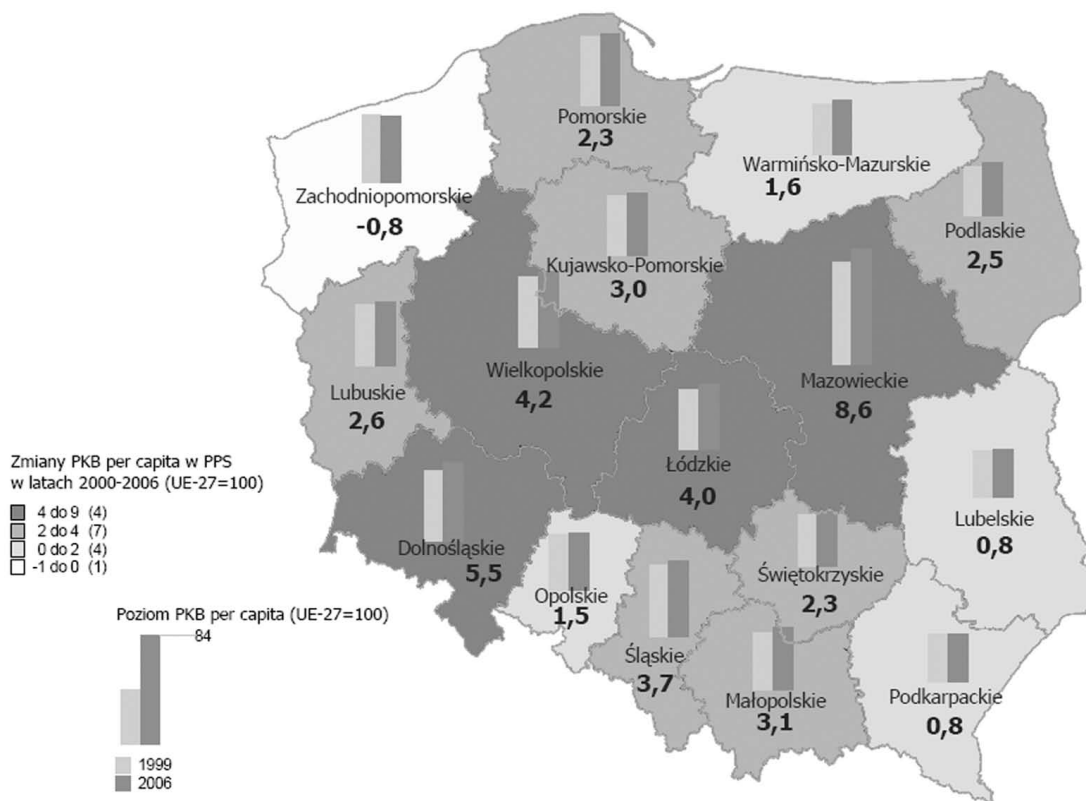 Pomorskie
2,3
Zachodniopomorskie
-0,8
Warmińsko-Mazurskie
1,6
Podlaskie
2,5
Kujawsko-Pomorskie
3,0
Lubuskie
2,6
Wielkopolskie
4,2
Mazowieckie
8,6
Łódzkie
4,0
Dolnośląskie
5,5
Opolskie
1,5
Śląskie
3,7
Świętokrzyskie
2,3
Małopolskie
3,1
Lubelskie
0,8
Podkarpackie
0,8
Zmiany PKB per capita w PPS
w latach 2000-2006 (UE-27=100)
4 do 9 (4)
2 do 4 (7)
0 do 2 (4)
-1 do 0 (1)
Poziom PKB per capita (UE-27=100)
84
1999
2006